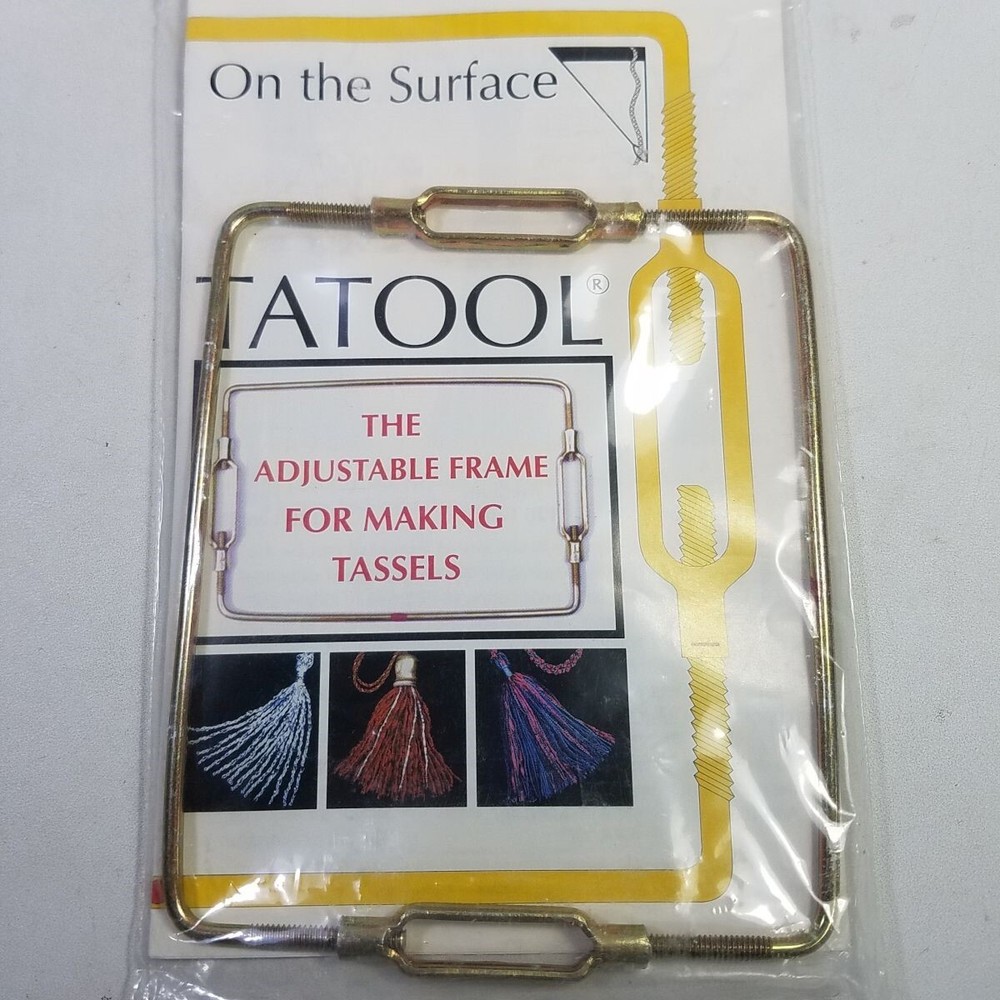 On the Surface
TATOOL®
THE
ADJUSTABLE FRAME
FOR MAKING
TASSELS